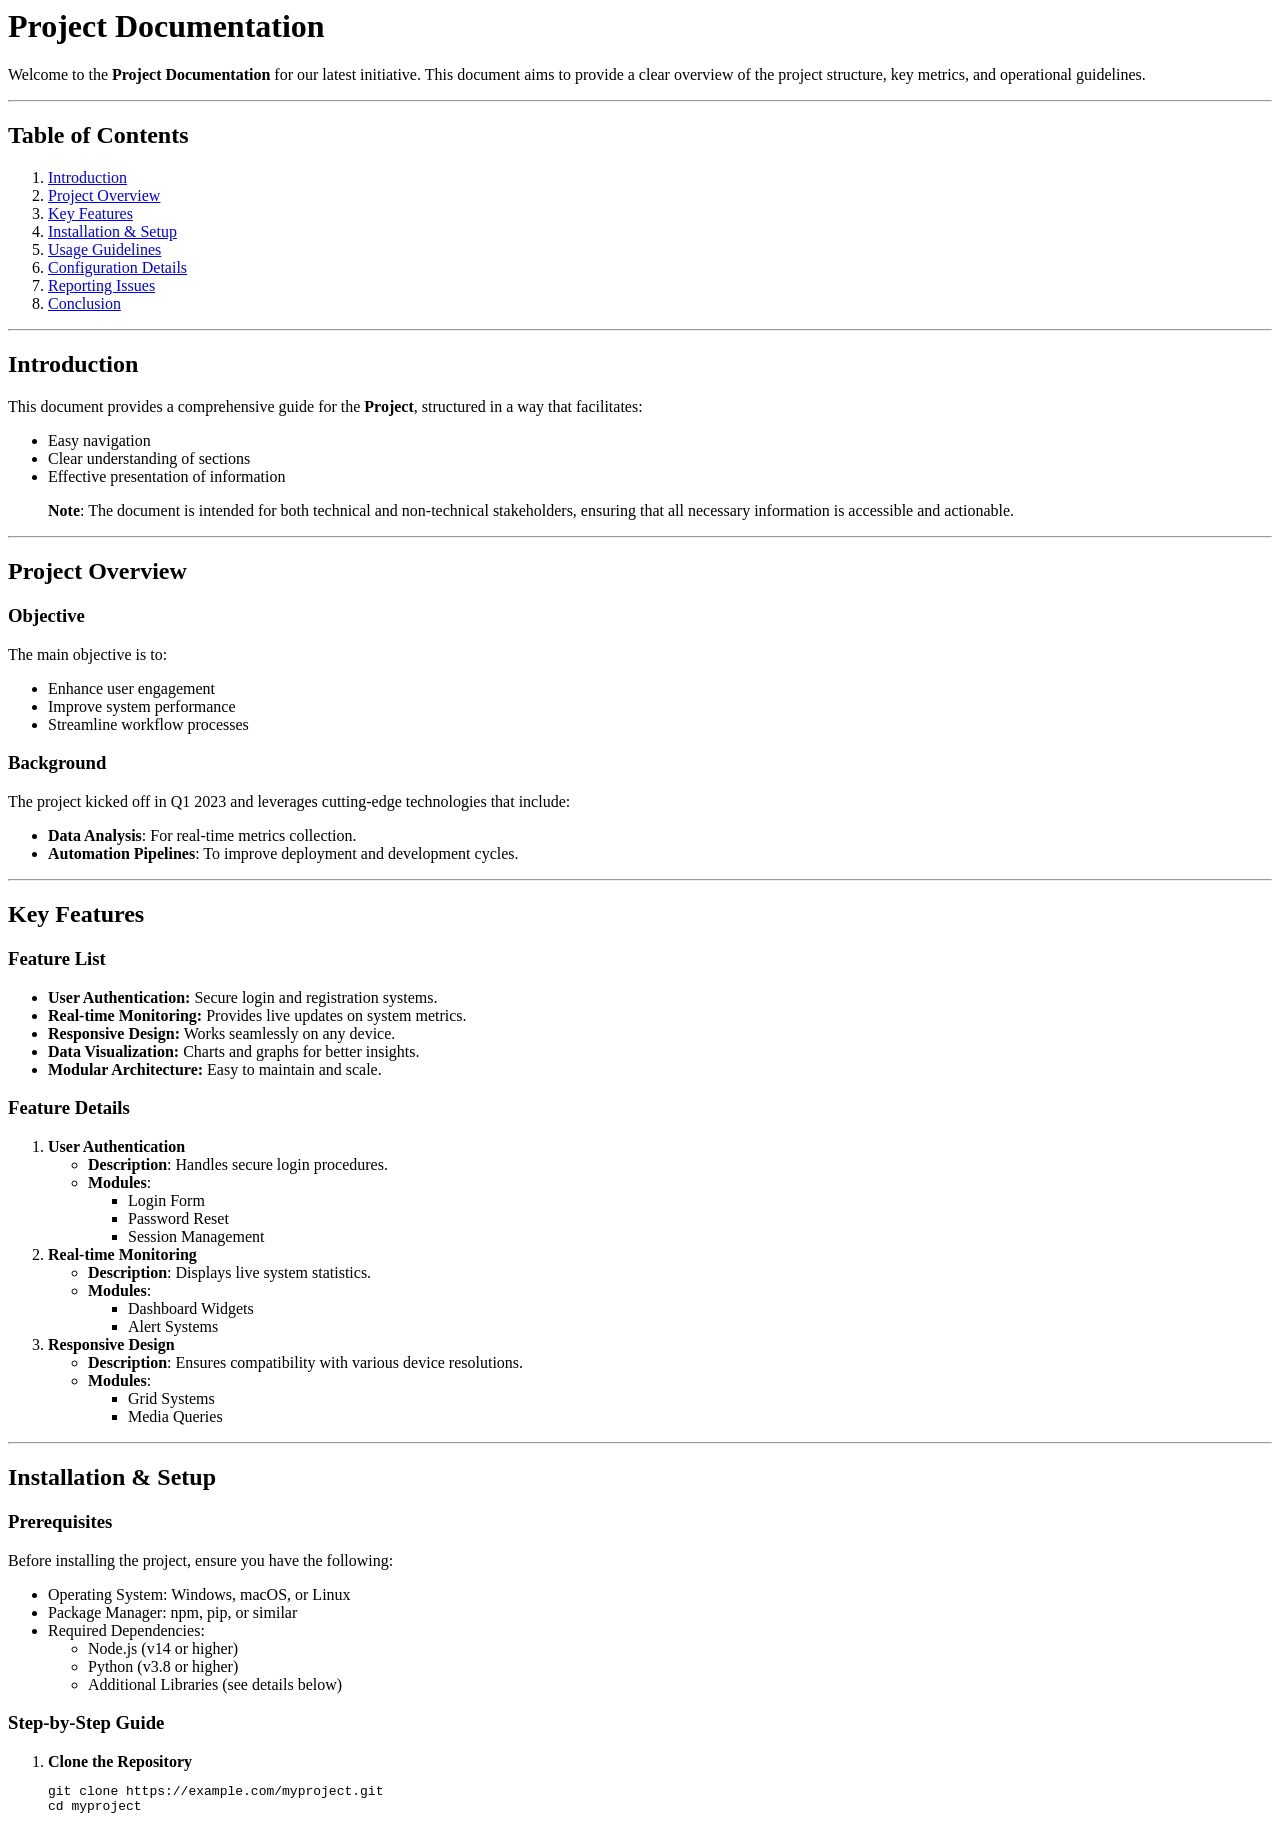 Project Documentation
Welcome to the Project Documentation for our latest initiative. This document aims to provide a clear overview of the project structure, key metrics, and operational guidelines.
Table of Contents
1. Introduction
2. Project Overview
3. Key Features
4. Installation & Setup
5. Usage Guidelines
6. Configuration Details
7. Reporting Issues
8. Conclusion
Introduction
This document provides a comprehensive guide for the Project, structured in a way that facilitates:
• Easy navigation
• Clear understanding of sections
• Effective presentation of information
Note: The document is intended for both technical and non-technical stakeholders, ensuring that all necessary information is accessible and actionable.
Project Overview
Objective
The main objective is to:
• Enhance user engagement
• Improve system performance
• Streamline workflow processes
Background
The project kicked off in Q1 2023 and leverages cutting-edge technologies that include:
• Data Analysis: For real-time metrics collection.
• Automation Pipelines: To improve deployment and development cycles.
Key Features
Feature List
• User Authentication: Secure login and registration systems.
• Real-time Monitoring: Provides live updates on system metrics.
• Responsive Design: Works seamlessly on any device.
• Data Visualization: Charts and graphs for better insights.
• Modular Architecture: Easy to maintain and scale.
Feature Details
1. User Authentication
◦ Description: Handles secure login procedures.
◦ Modules:
▪ Login Form
▪ Password Reset
▪ Session Management
2. Real-time Monitoring
◦ Description: Displays live system statistics.
◦ Modules:
▪ Dashboard Widgets
▪ Alert Systems
3. Responsive Design
◦ Description: Ensures compatibility with various device resolutions.
◦ Modules:
▪ Grid Systems
▪ Media Queries
Installation & Setup
Prerequisites
Before installing the project, ensure you have the following:
• Operating System: Windows, macOS, or Linux
• Package Manager: npm, pip, or similar
• Required Dependencies:
◦ Node.js (v14 or higher)
◦ Python (v3.8 or higher)
◦ Additional Libraries (see details below)
Step-by-Step Guide
1. Clone the Repository
git clone https://example.com/myproject.git
cd myproject